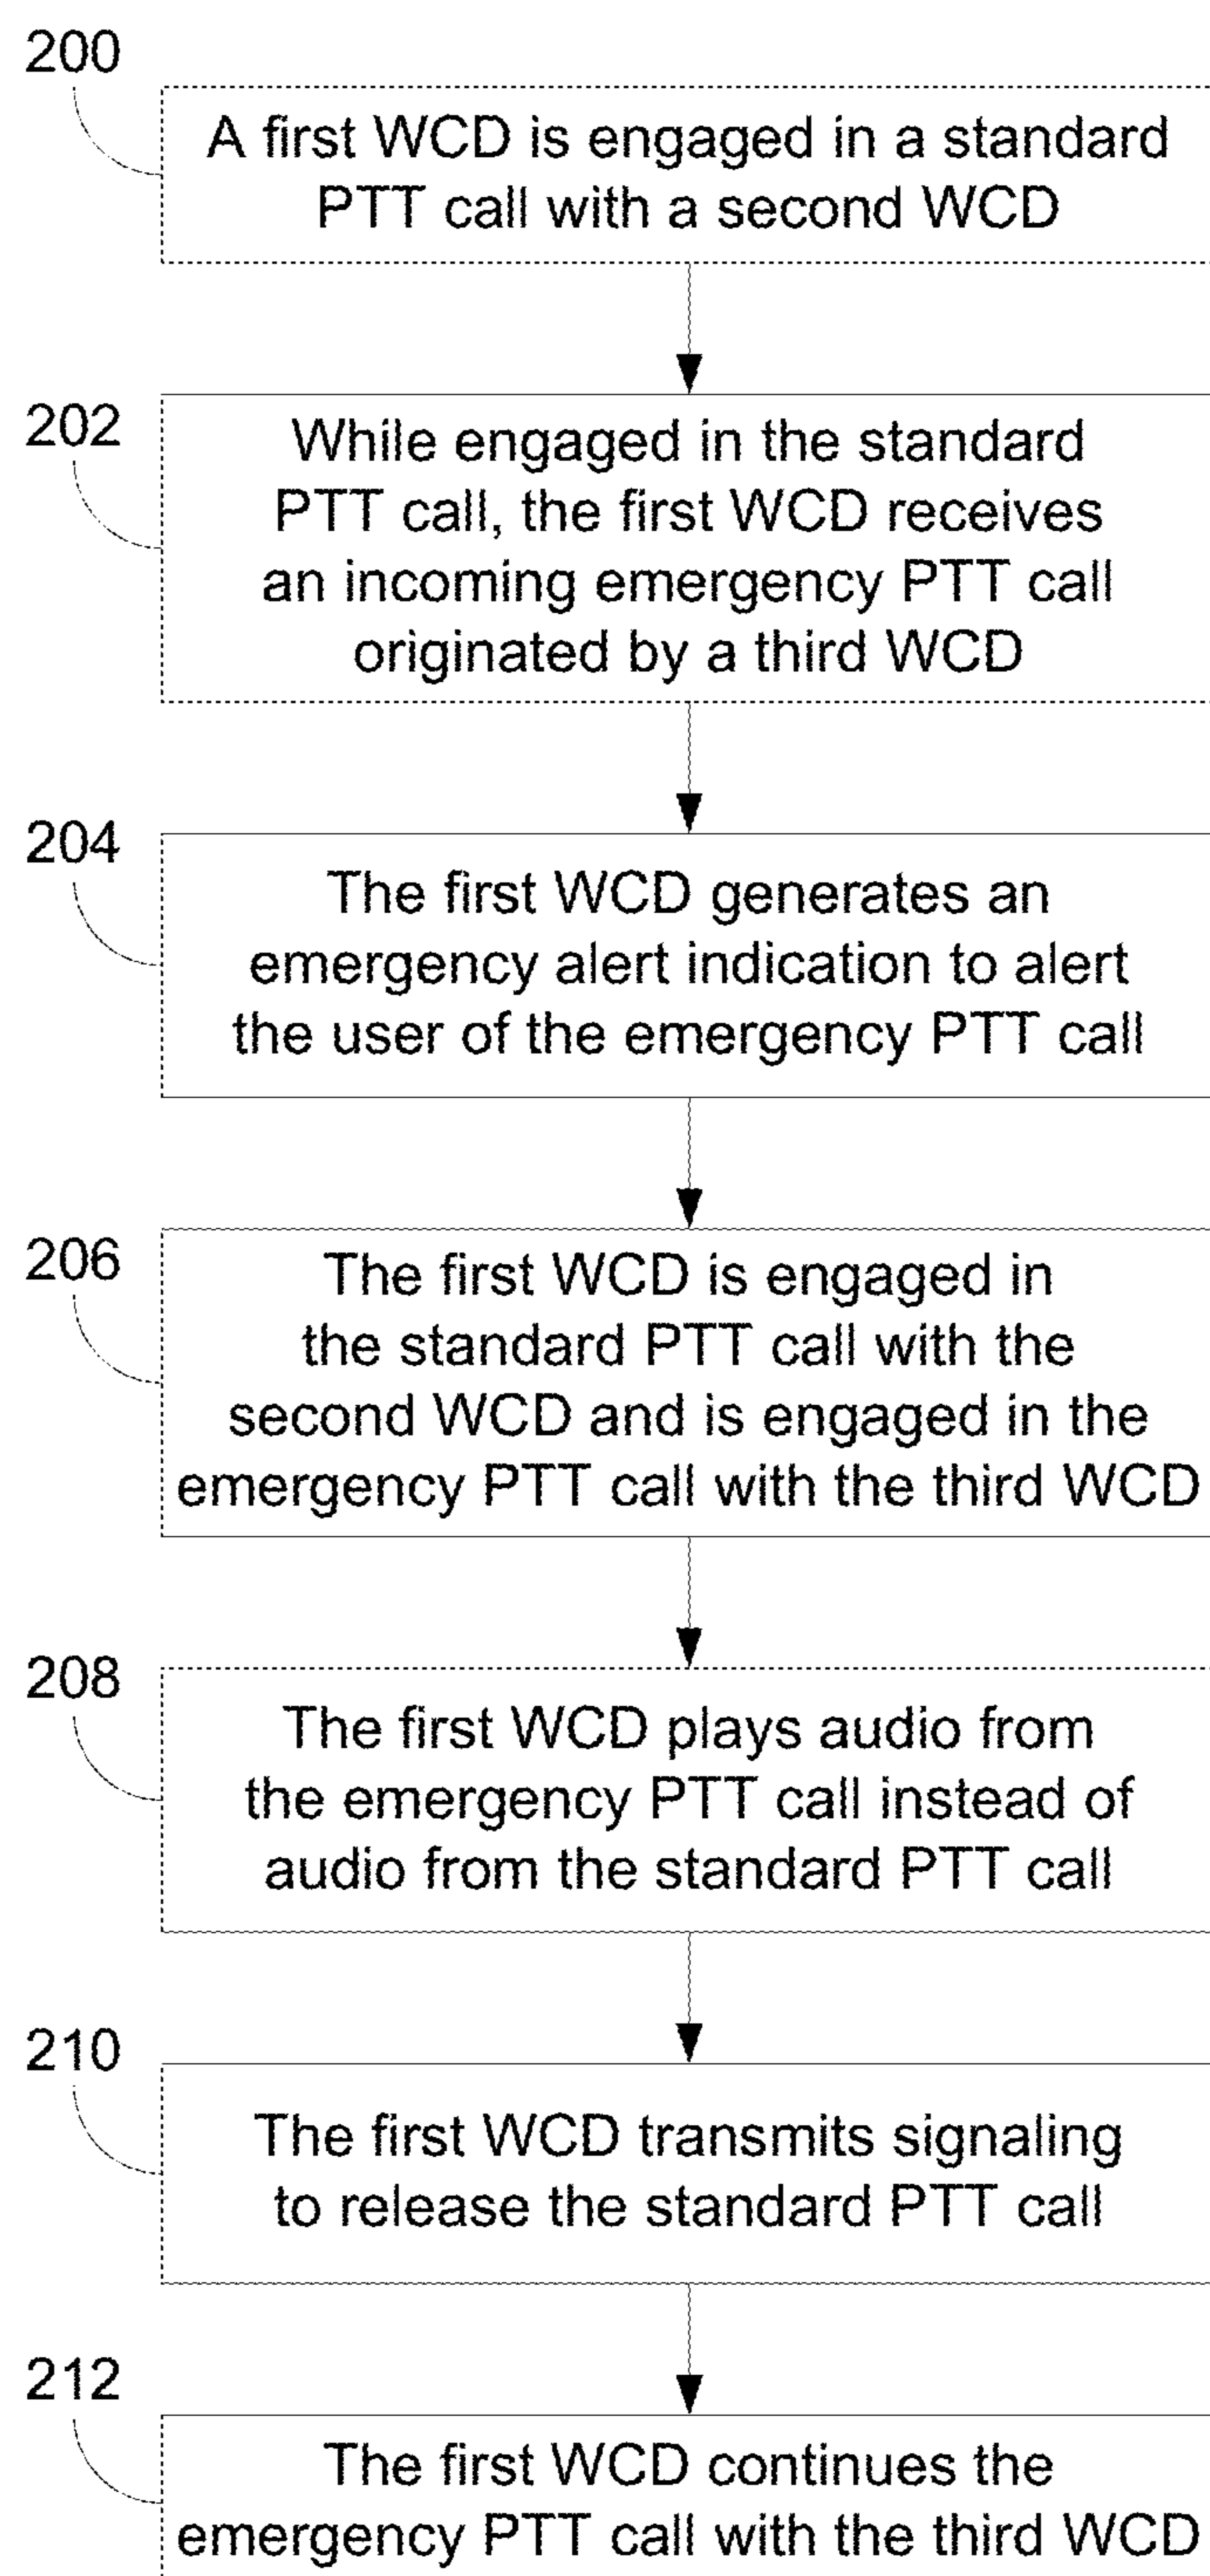 200
A first WCD is engaged in a standard
PTT call with a second WCD
202
While engaged in the standard
PTT call, the first WCD receives
an incoming emergency PTT call
originated by a third WCD
204
The first WCD generates an
emergency alert indication to alert
the user of the emergency PTT call
206
The first WCD is engaged in
the standard PTT call with the
second WCD and is engaged in the
emergency PTT call with the third WCD
208
The first WCD plays audio from
the emergency PTT call instead of
audio from the standard PTT call
210
The first WCD transmits signaling
to release the standard PTT call
212
The first WCD continues the
emergency PTT call with the third WCD